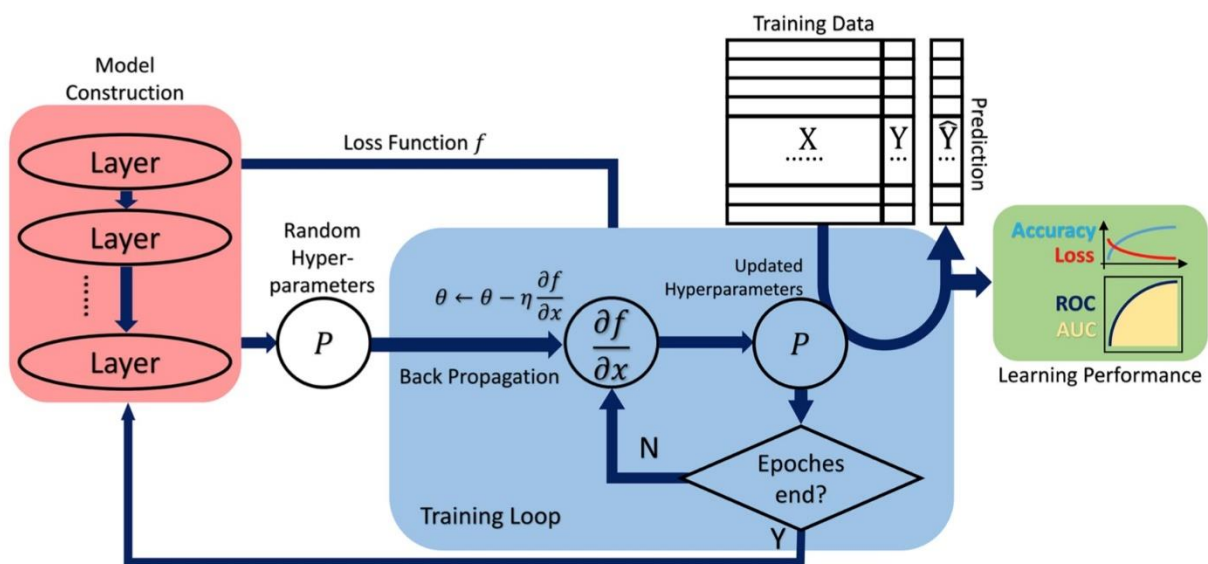 Training Data
Model
Construction
Layer
Layer
......
Layer
Loss Function f
X
......
Y
...
Ŷ
...
Prediction
Random
Hyper-
parameters
P
θ ← θ − η ∂f/∂x
Back Propagation
∂f/∂x
Updated
Hyperparameters
P
N
Epoches
end?
Y
Training Loop
Accuracy
Loss
ROC
AUC
Learning Performance